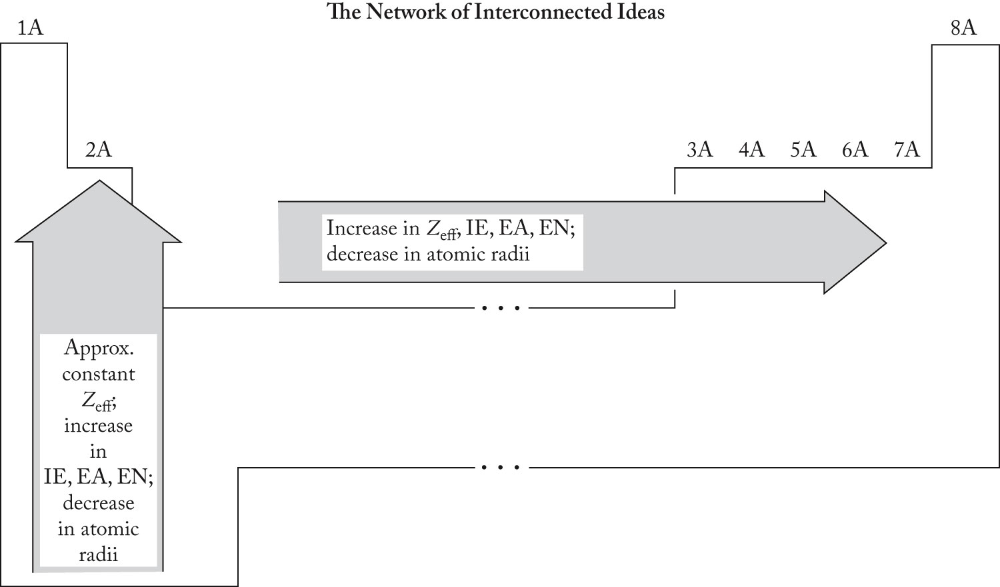 The Network of Interconnected Ideas
1A
8A
2A
3A 4A 5A 6A 7A
Increase in Zeff, IE, EA, EN;
decrease in atomic radii
Approx.
constant
Zeff;
increase
in
IE, EA, EN;
decrease
in atomic
radii